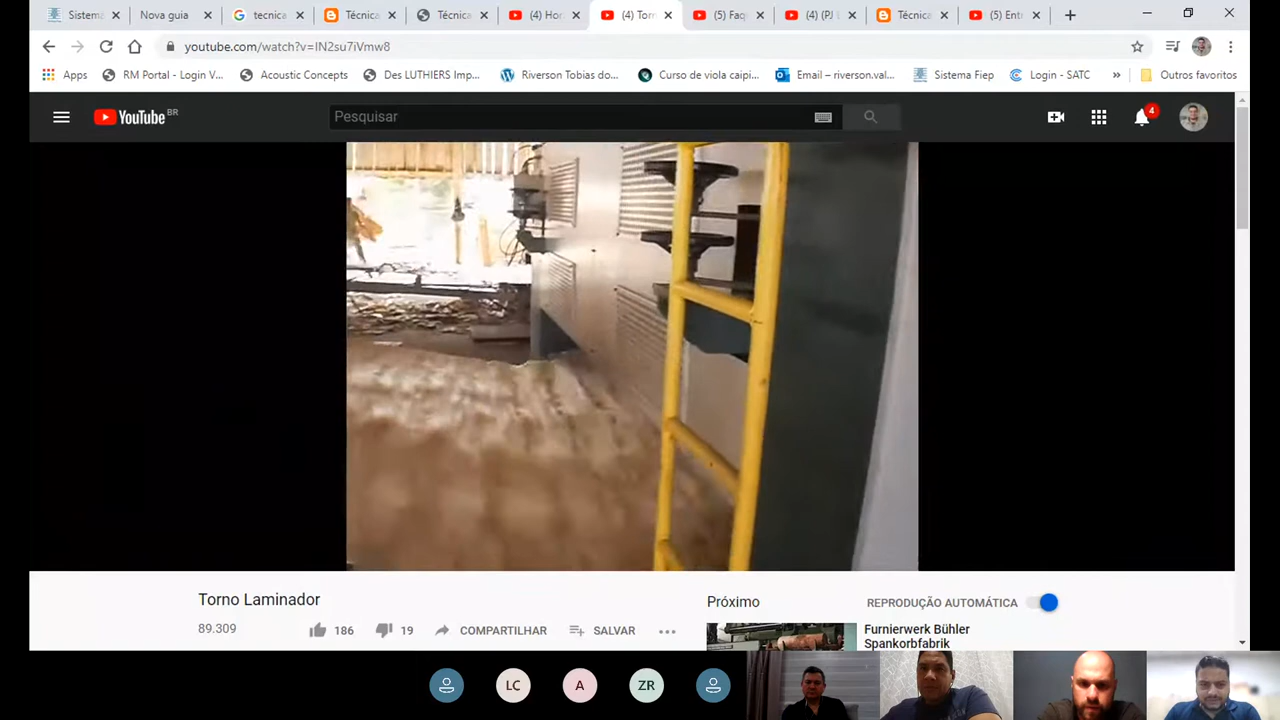 Sistema
Nova guia
tecnica
Técnica
Técnica
(4) Hor
(4) Torn
(5) Faq
(4) (PJ
Técnica
(5) Entr
youtube.com/watch?v=IN2su7iVmw8
Apps
RM Portal - Login V...
Acoustic Concepts
Des LUTHIERS Imp...
Riverson Tobias do...
Curso de viola caipi...
Email – riverson.val...
Sistema Fiep
Login - SATC
»
Outros favoritos
YouTube BR
Pesquisar
4
Torno Laminador
89.309
186
19
COMPARTILHAR
SALVAR
Próximo
REPRODUÇÃO AUTOMÁTICA
Furnierwerk Bühler
Spankorbfabrik
LC
A
ZR